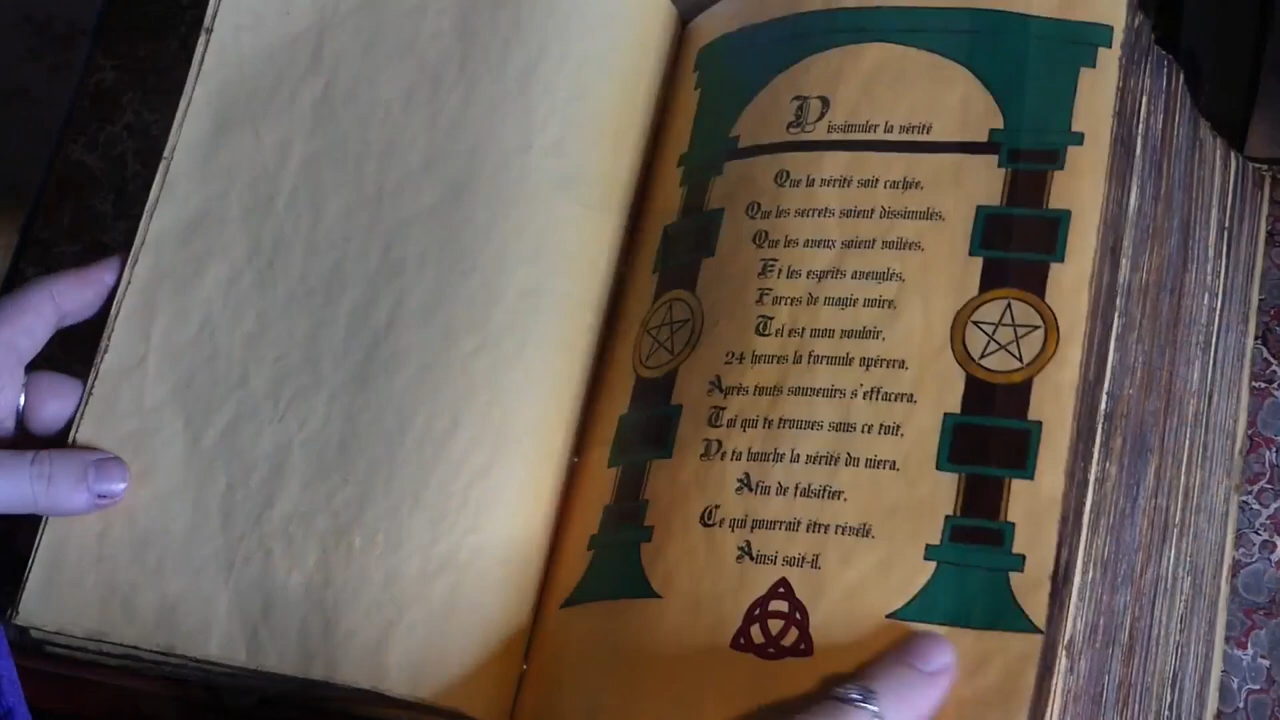 Dissimuler la vérité
Que la vérité soit cachée,
Que les secrets soient dissimulés,
Que les aveux soient voilées,
Et les esprits aveuglés,
Forces de magie noire,
Tel est mon vouloir,
24 heures la formule opérera,
Après touts souvenirs s'effacera,
Toi qui te trouves sous ce toit,
De ta bouche la vérité du niera,
Afin de falsifier,
Ce qui pourrait être révélé.
Ainsi soit-il.